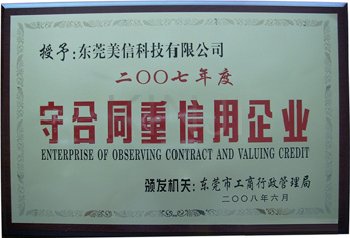 授予:东莞美信科技有限公司
二〇〇七年度
守合同重信用企业
ENTERPRISE OF OBSERVING CONTRACT AND VALUING CREDIT
颁发机关:东莞市工商行政管理局
二〇〇八年六月